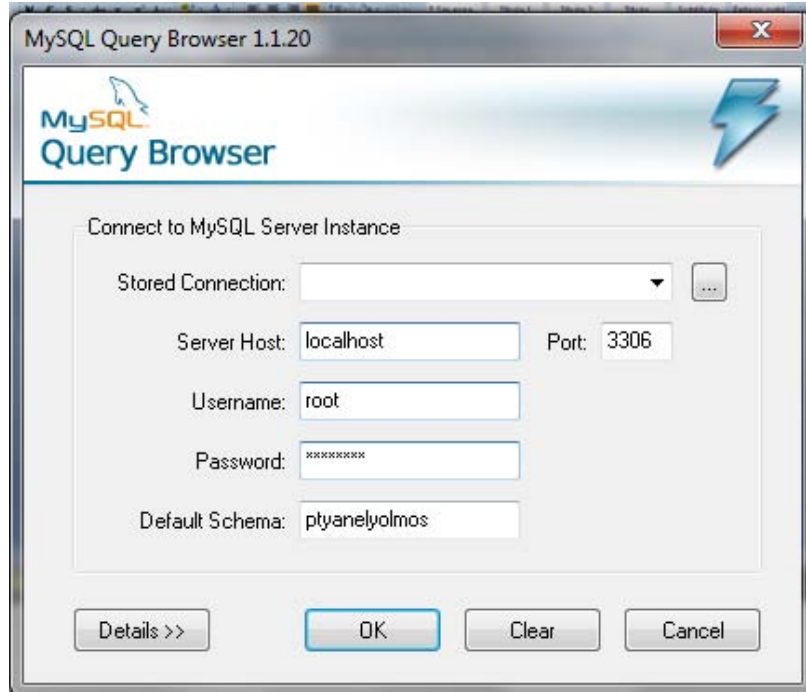 MySQL Query Browser 1.1.20
MySQL
Query Browser
Connect to MySQL Server Instance
Stored Connection:
...
Server Host: localhost Port: 3306
Username: root
Password: ********
Default Schema: ptyanelyolmos
Details >> OK Clear Cancel